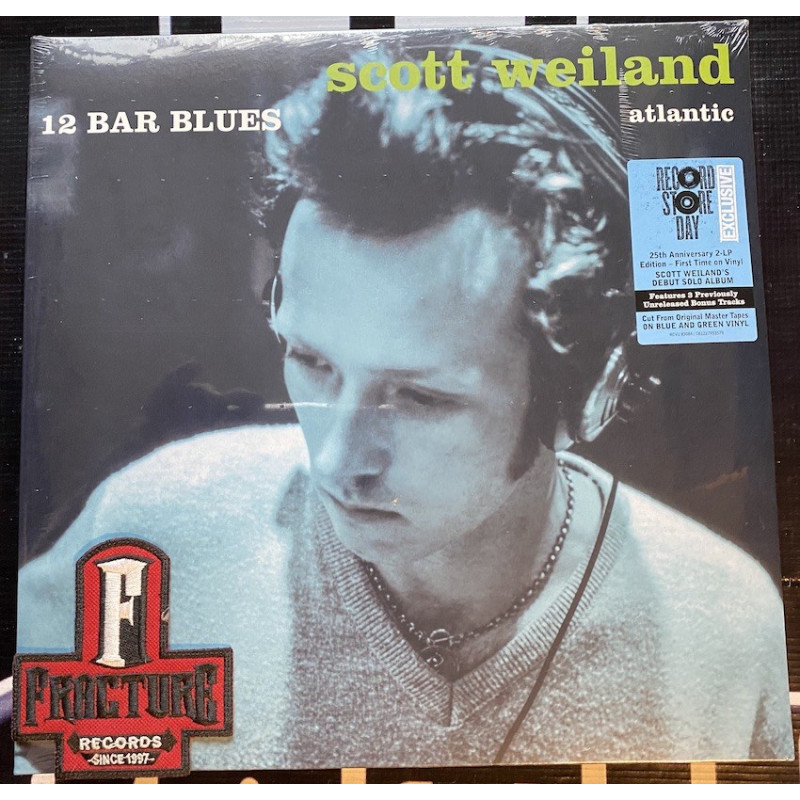 scott weiland
12 BAR BLUES
atlantic
RECORD
STORE
DAY
EXCLUSIVE
25th Anniversary 2-LP
Edition – First Time on Vinyl
SCOTT WEILAND'S
DEBUT SOLO ALBUM
Features 3 Previously
Unreleased Bonus Tracks
Cut From Original Master Tapes
ON BLUE AND GREEN VINYL
F
FRACTURE
RECORDS
SINCE 1997